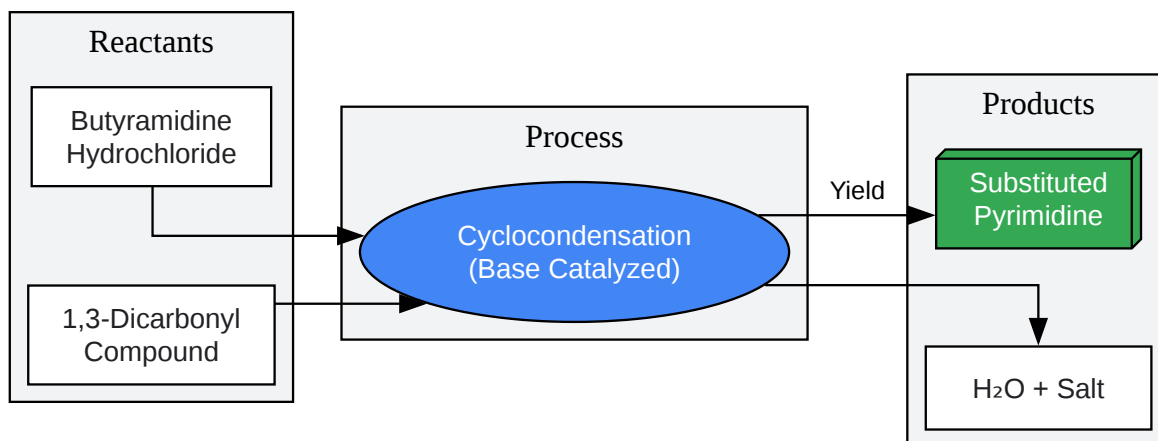 Reactants
Butyramidine
Hydrochloride
1,3-Dicarbonyl
Compound
Process
Cyclocondensation
(Base Catalyzed)
Yield
Products
Substituted
Pyrimidine
H₂O + Salt